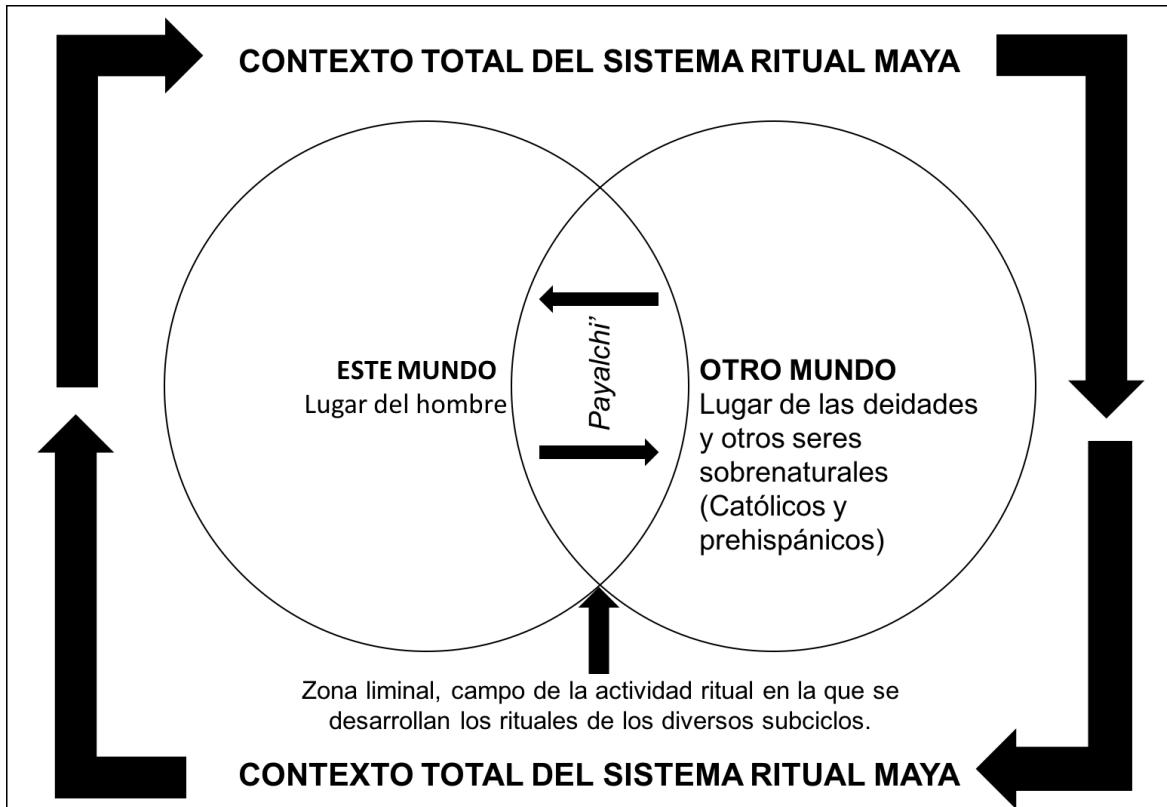 CONTEXTO TOTAL DEL SISTEMA RITUAL MAYA
ESTE MUNDO
Lugar del hombre
Payalchi’
OTRO MUNDO
Lugar de las deidades
y otros seres
sobrenaturales
(Católicos y
prehispánicos)
Zona liminal, campo de la actividad ritual en la que se
desarrollan los rituales de los diversos subciclos.
CONTEXTO TOTAL DEL SISTEMA RITUAL MAYA